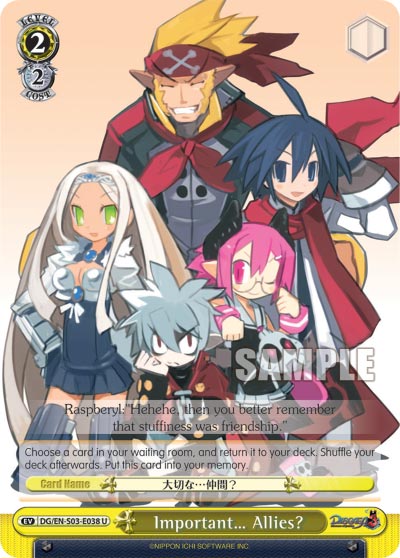 LEVEL
2
2
COST
SAMPLE
Raspberyl:"Hehehe, then you better remember
that stuffiness was friendship."
Choose a card in your waiting room, and return it to your deck. Shuffle your
deck afterwards. Put this card into your memory.
Card Name 大切な…仲間？
EV DG/EN-S03-E038 U Important... Allies? DISGAEA 3
©NIPPON ICHI SOFTWARE INC.